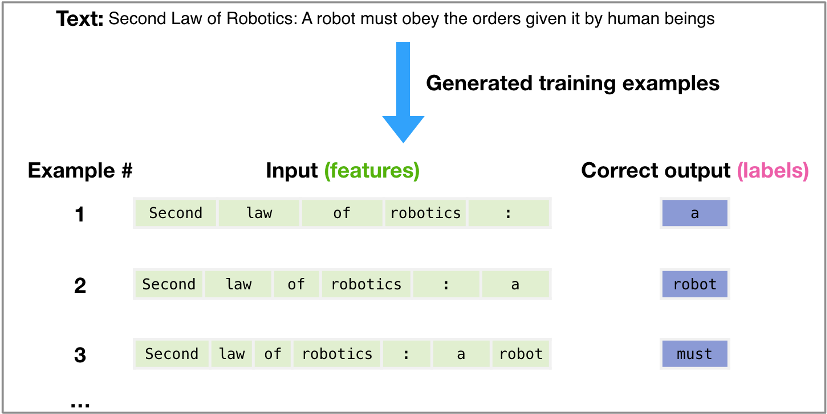 Text: Second Law of Robotics: A robot must obey the orders given it by human beings
Generated training examples
Example # Input (features) Correct output (labels)
1 Second law of robotics : a
2 Second law of robotics : a robot
3 Second law of robotics : a robot must
...